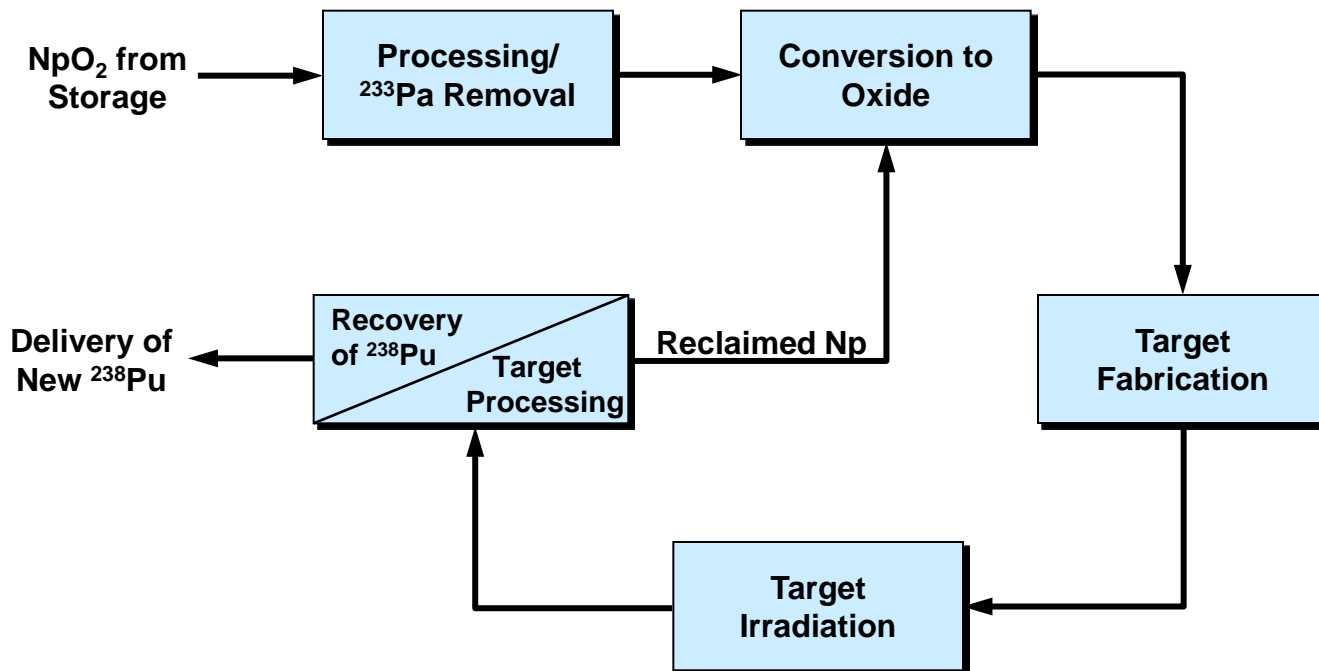 NpO₂ from
Storage
Processing/
²³³Pa Removal
Conversion to
Oxide
Delivery of
New ²³⁸Pu
Recovery
of ²³⁸Pu
Target
Processing
Reclaimed Np
Target
Fabrication
Target
Irradiation